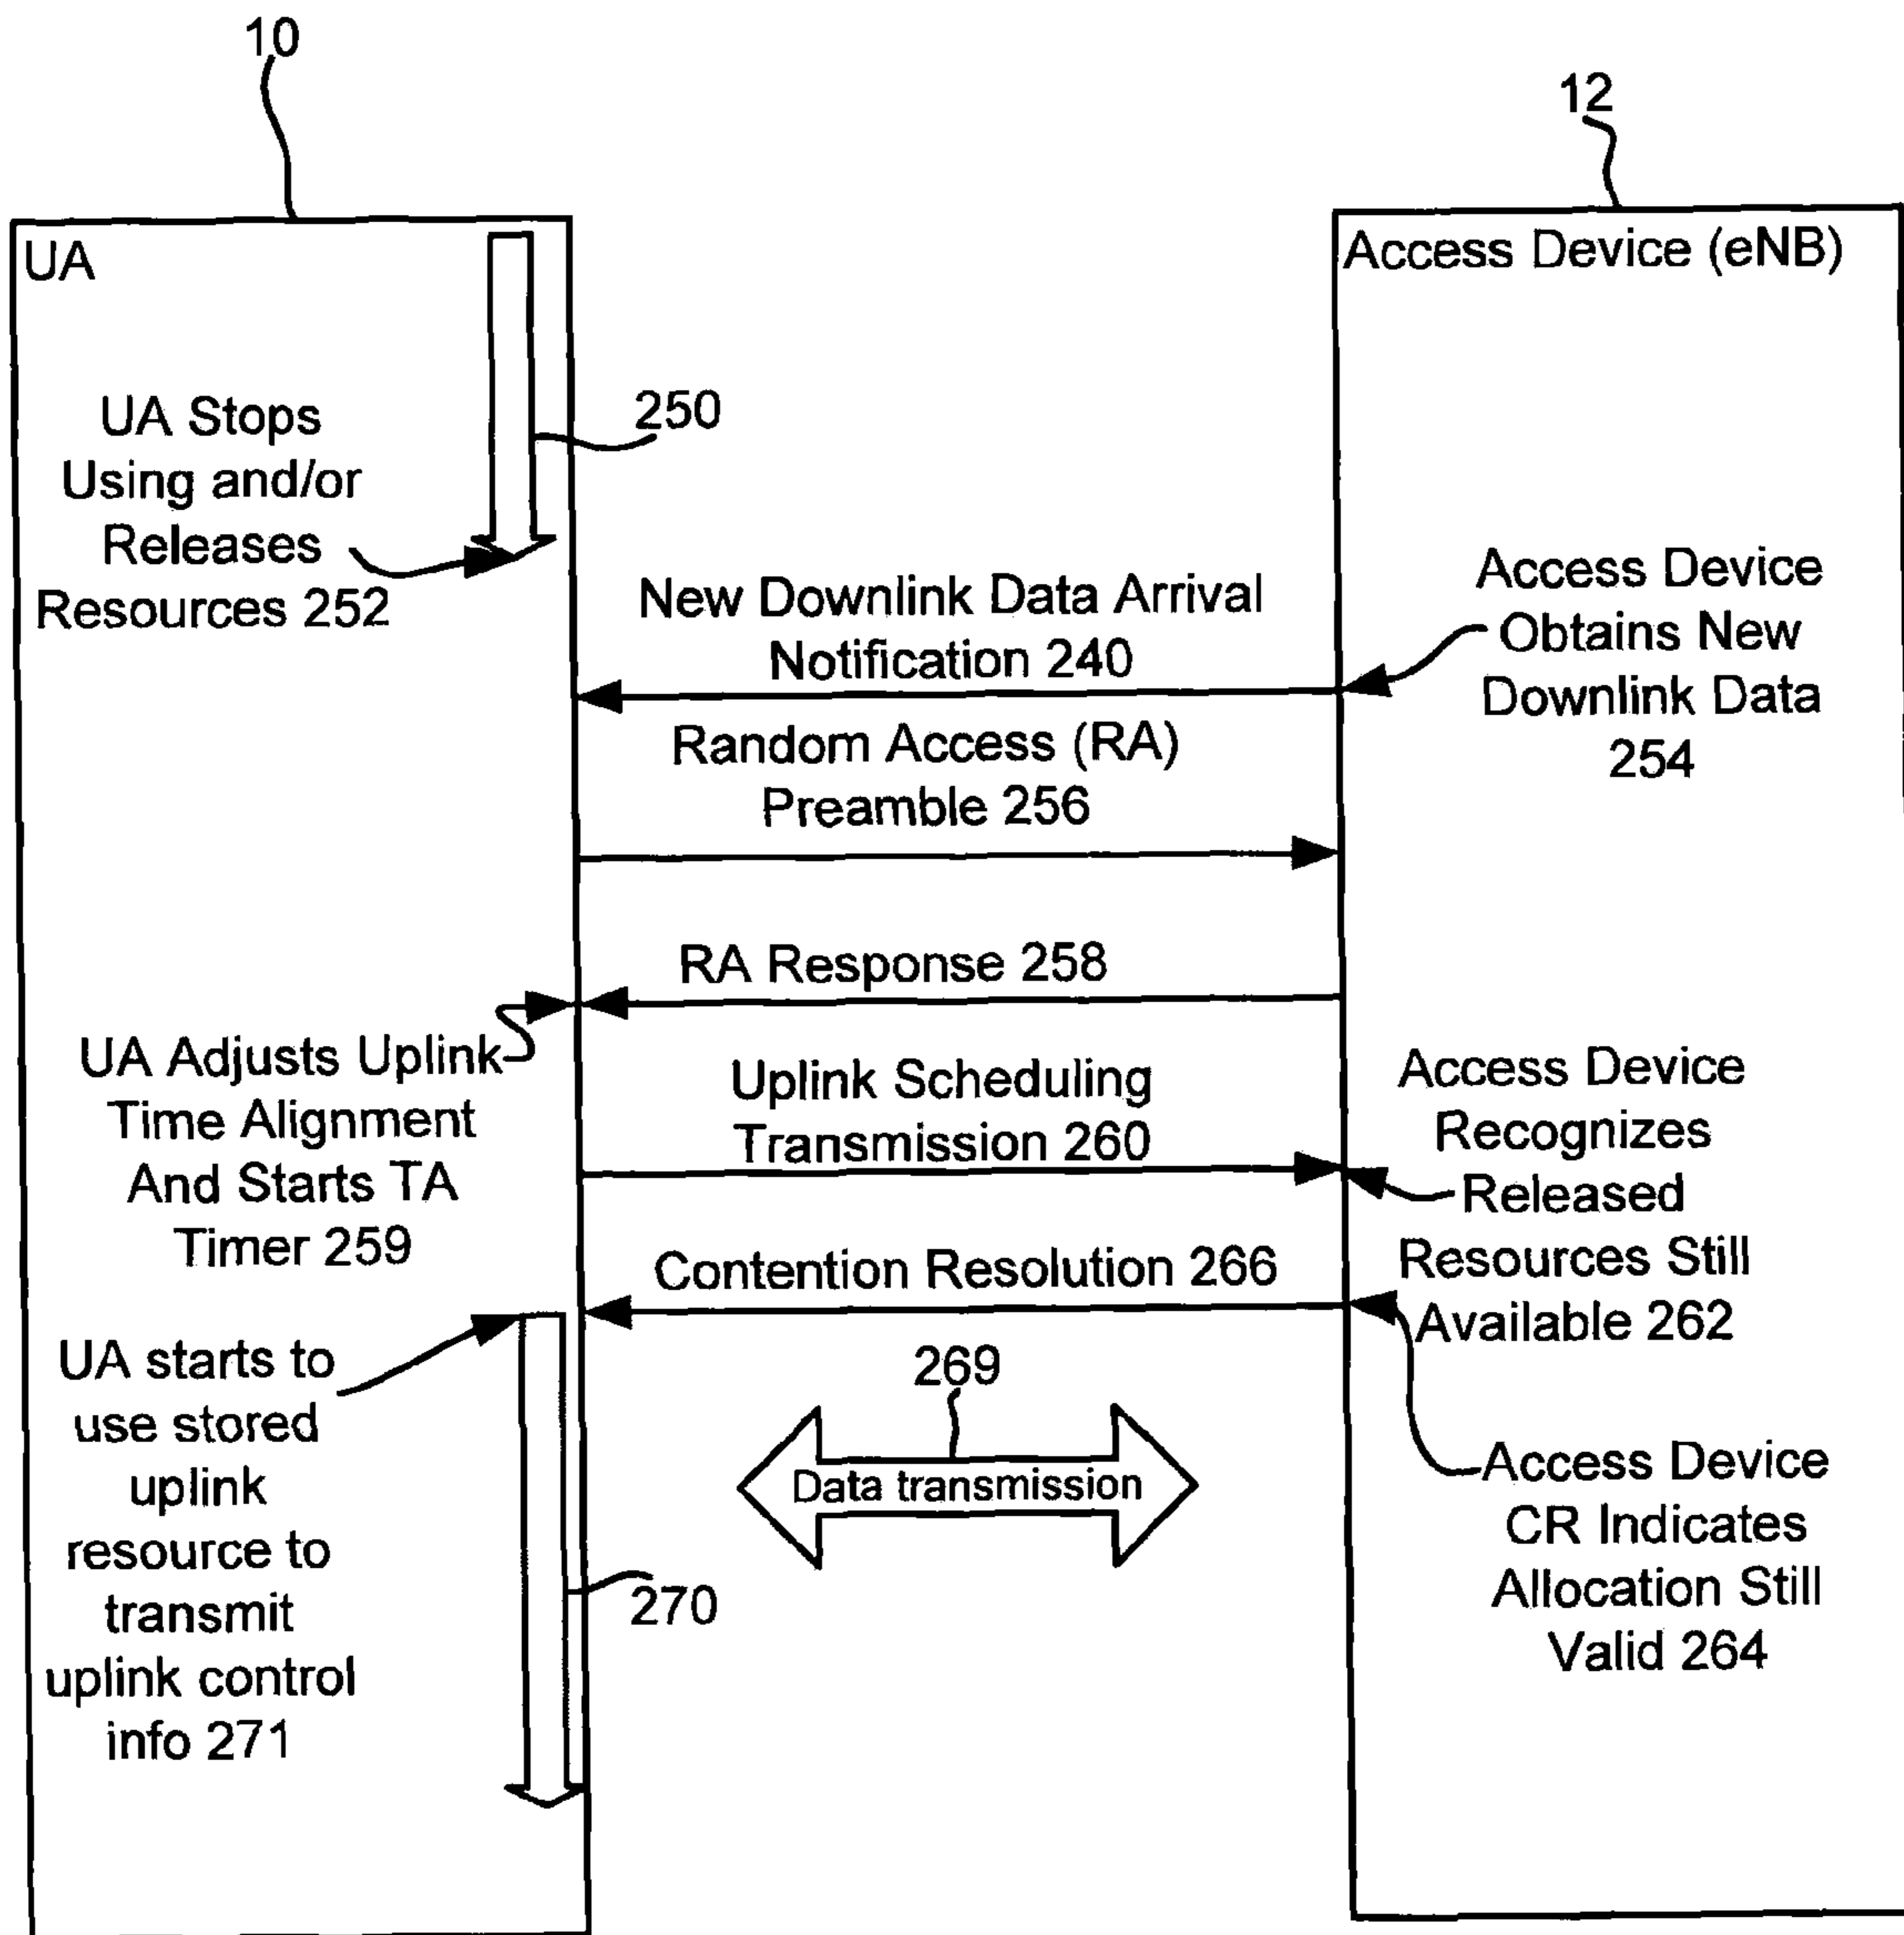 10
12
UA
Access Device (eNB)
UA Stops
Using and/or
Releases
Resources 252
250
New Downlink Data Arrival
Notification 240
Access Device
Obtains New
Downlink Data
254
Random Access (RA)
Preamble 256
RA Response 258
UA Adjusts Uplink
Time Alignment
And Starts TA
Timer 259
Uplink Scheduling
Transmission 260
Access Device
Recognizes
Released
Resources Still
Available 262
Contention Resolution 266
UA starts to
use stored
uplink
resource to
transmit
uplink control
info 271
269
Data transmission
270
Access Device
CR Indicates
Allocation Still
Valid 264